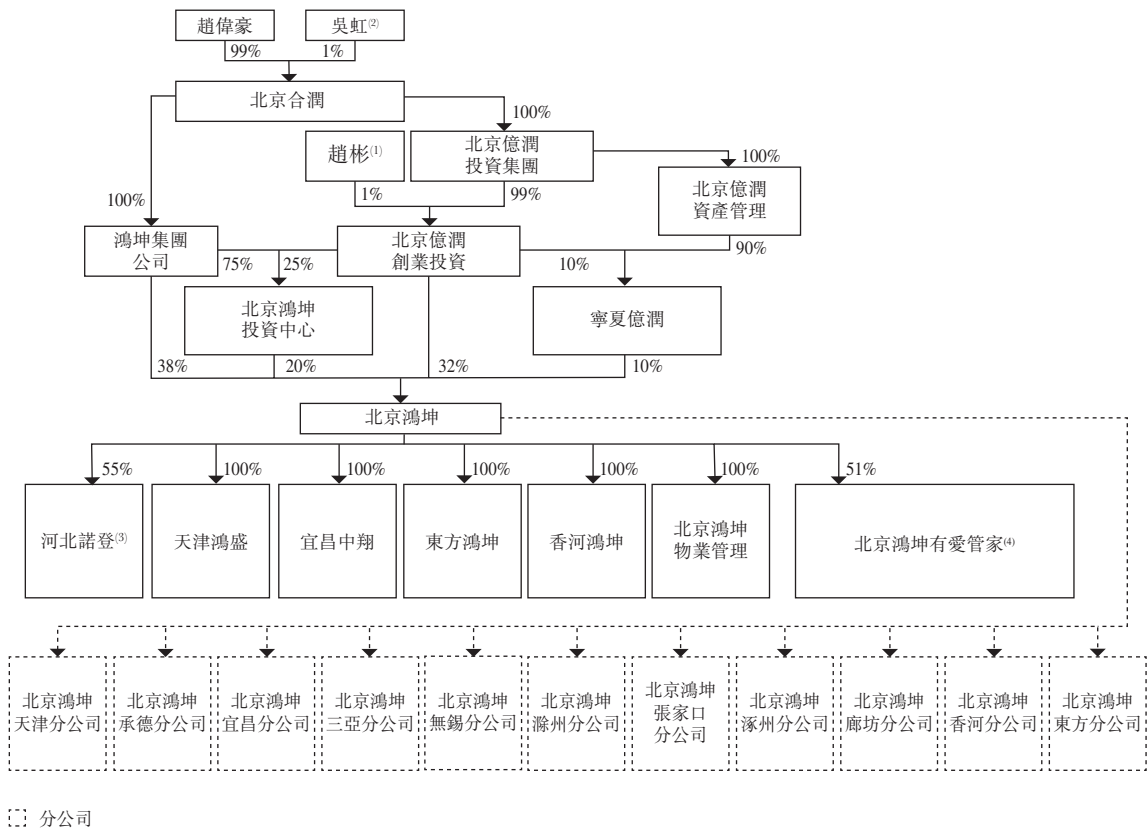 趙偉豪
吳虹(2)
99%
1%
北京合潤
100%
趙彬(1)
北京億潤
投資集團
100%
北京億潤
資產管理
100%
1%
99%
鴻坤集團
公司
75%
25%
北京億潤
創業投資
10%
90%
北京鴻坤
投資中心
寧夏億潤
38%
20%
32%
10%
北京鴻坤
55%
100%
100%
100%
100%
100%
51%
河北諾登(3)
天津鴻盛
宜昌中翔
東方鴻坤
香河鴻坤
北京鴻坤
物業管理
北京鴻坤有愛管家(4)
北京鴻坤
天津分公司
北京鴻坤
承德分公司
北京鴻坤
宜昌分公司
北京鴻坤
三亞分公司
北京鴻坤
無錫分公司
北京鴻坤
滁州分公司
北京鴻坤
張家口
分公司
北京鴻坤
涿州分公司
北京鴻坤
廊坊分公司
北京鴻坤
香河分公司
北京鴻坤
東方分公司
分公司